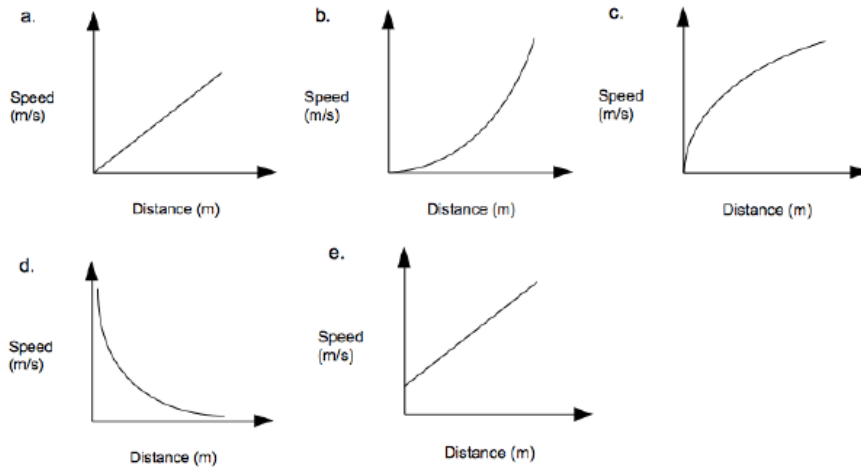 a.
Speed
(m/s)
Distance (m)
b.
Speed
(m/s)
Distance (m)
c.
Speed
(m/s)
Distance (m)
d.
Speed
(m/s)
Distance (m)
e.
Speed
(m/s)
Distance (m)